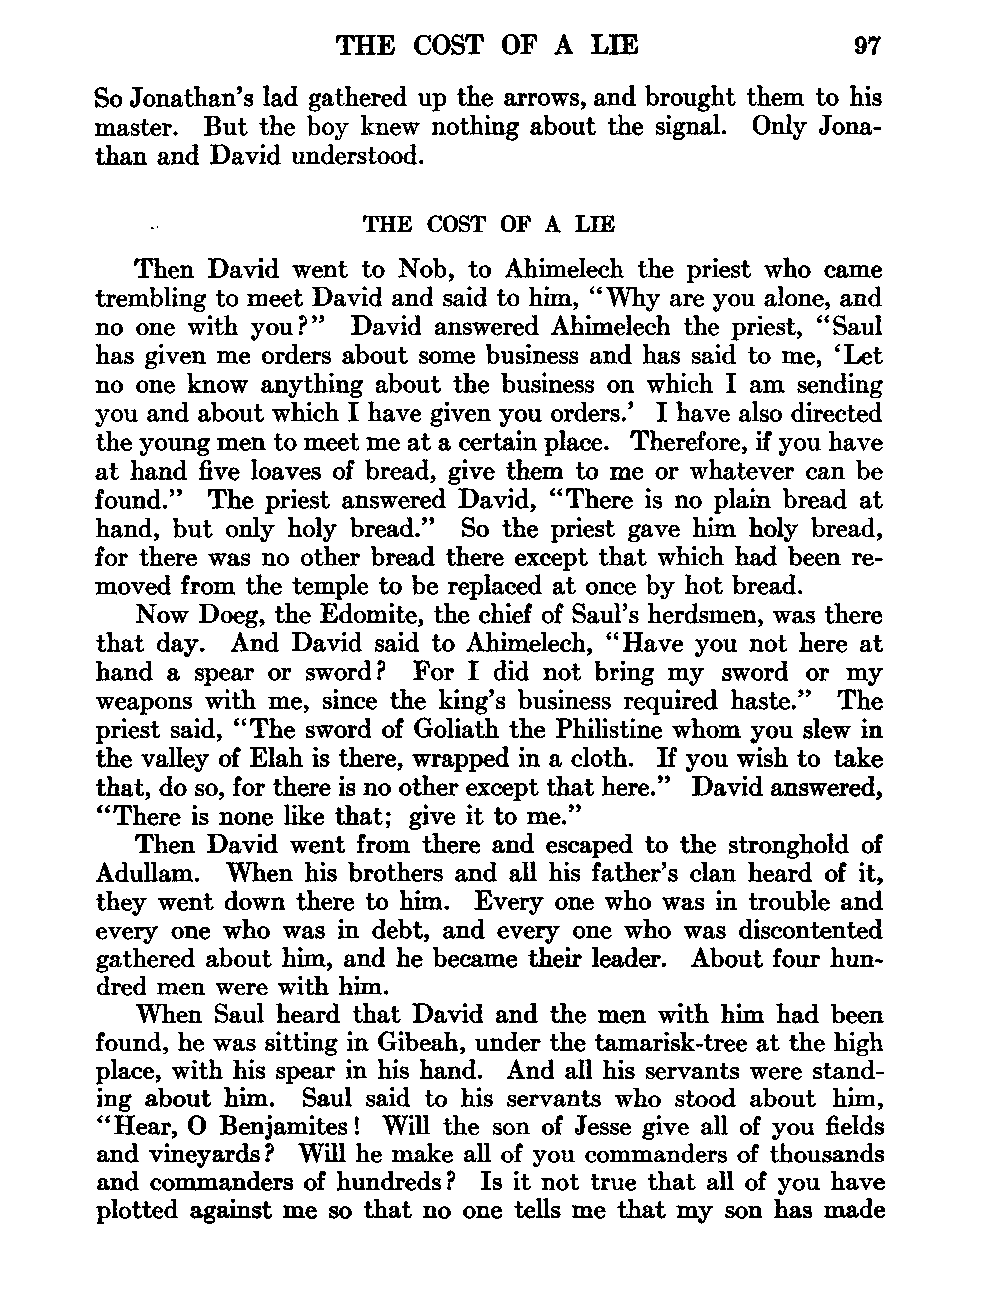 THE COST OF A LIE 97
So Jonathan's lad gathered up the arrows, and brought them to his
master. But the boy knew nothing about the signal. Only Jona-
than and David understood.
THE COST OF A LIE
Then David went to Nob, to Ahimelech the priest who came
trembling to meet David and said to him, "Why are you alone, and
no one with you?" David answered Ahimelech the priest, "Saul
has given me orders about some business and has said to me, 'Let
no one know anything about the business on which I am sending
you and about which I have given you orders.' I have also directed
the young men to meet me at a certain place. Therefore, if you have
at hand five loaves of bread, give them to me or whatever can be
found." The priest answered David, "There is no plain bread at
hand, but only holy bread." So the priest gave him holy bread,
for there was no other bread there except that which had been re-
moved from the temple to be replaced at once by hot bread.
Now Doeg, the Edomite, the chief of Saul's herdsmen, was there
that day. And David said to Ahimelech, "Have you not here at
hand a spear or sword? For I did not bring my sword or my
weapons with me, since the king's business required haste." The
priest said, "The sword of Goliath the Philistine whom you slew in
the valley of Elah is there, wrapped in a cloth. If you wish to take
that, do so, for there is no other except that here." David answered,
"There is none like that; give it to me."
Then David went from there and escaped to the stronghold of
Adullam. When his brothers and all his father's clan heard of it,
they went down there to him. Every one who was in trouble and
every one who was in debt, and every one who was discontented
gathered about him, and he became their leader. About four hun-
dred men were with him.
When Saul heard that David and the men with him had been
found, he was sitting in Gibeah, under the tamarisk-tree at the high
place, with his spear in his hand. And all his servants were stand-
ing about him. Saul said to his servants who stood about him,
"Hear, O Benjamites! Will the son of Jesse give all of you fields
and vineyards? Will he make all of you commanders of thousands
and commanders of hundreds? Is it not true that all of you have
plotted against me so that no one tells me that my son has made